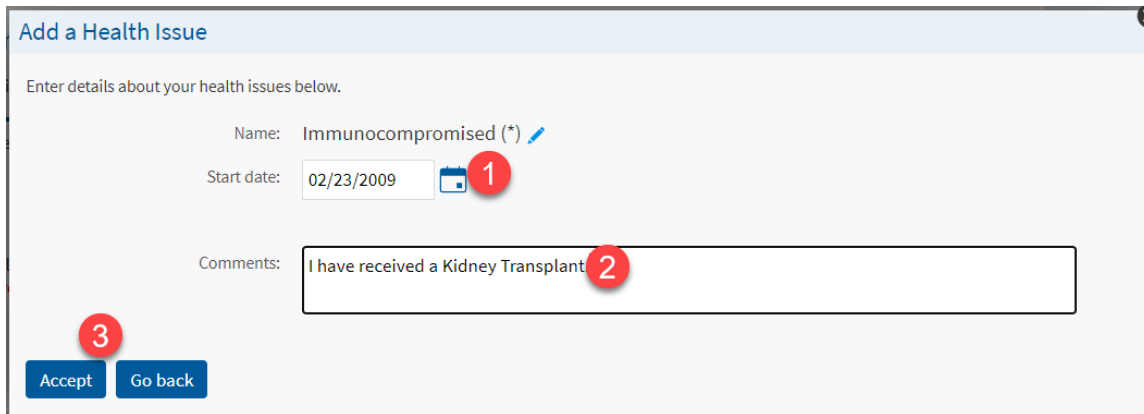 Add a Health Issue
Enter details about your health issues below.
Name: Immunocompromised (*)
Start date: 02/23/2009 1
Comments: I have received a Kidney Transplant 2
3
Accept Go back